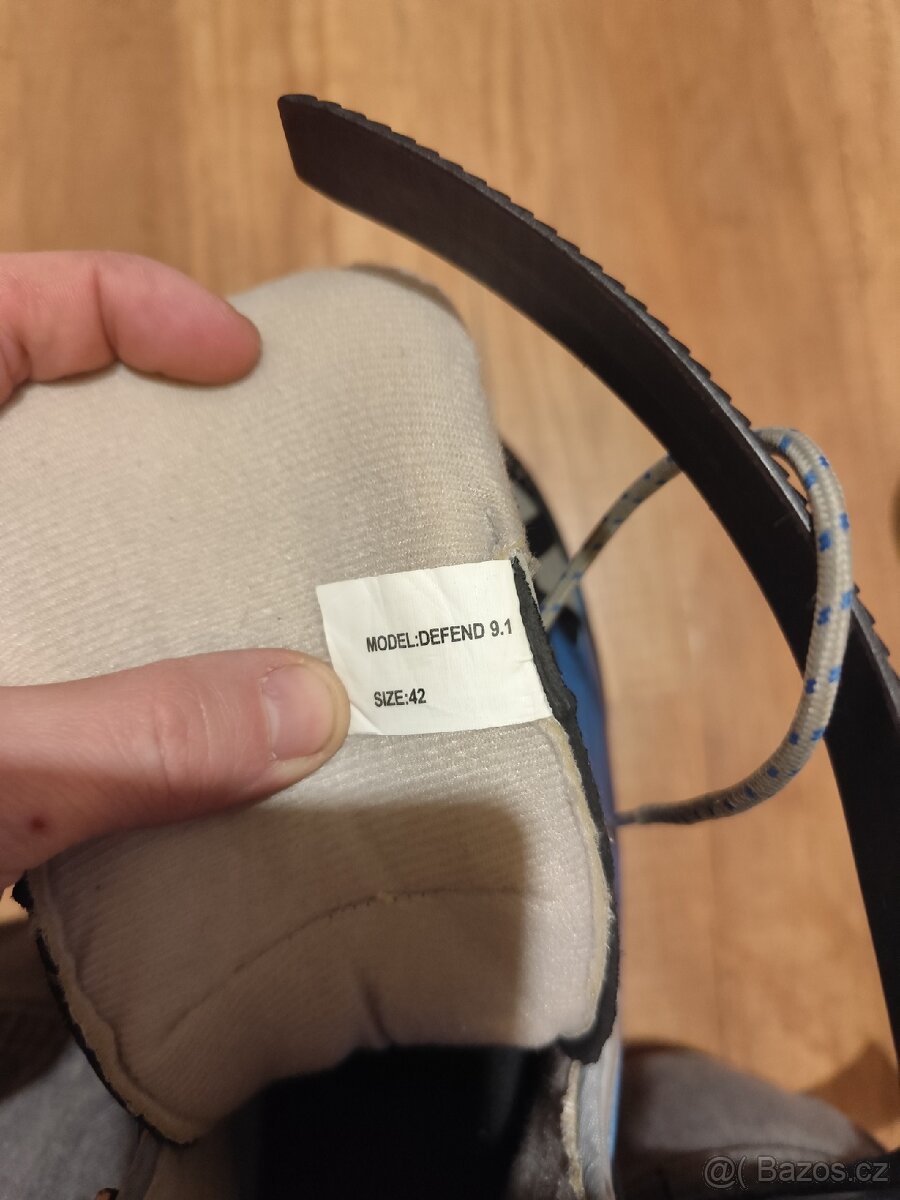 MODEL:DEFEND 9.1
SIZE:42
@( Bazos.cz